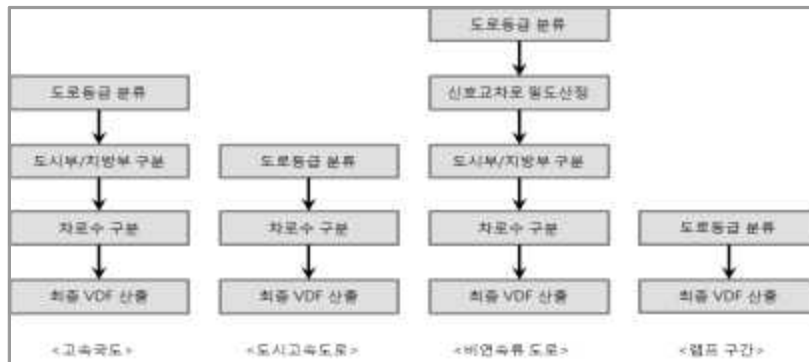 도로등급 분류
도시부/지방부 구분
차로수 구분
최종 VDF 산출
<고속국도>
도로등급 분류
차로수 구분
최종 VDF 산출
<도시고속도로>
도로등급 분류
신호교차로 밀도산정
도시부/지방부 구분
차로수 구분
최종 VDF 산출
<비연속류 도로>
도로등급 분류
최종 VDF 산출
<램프 구간>